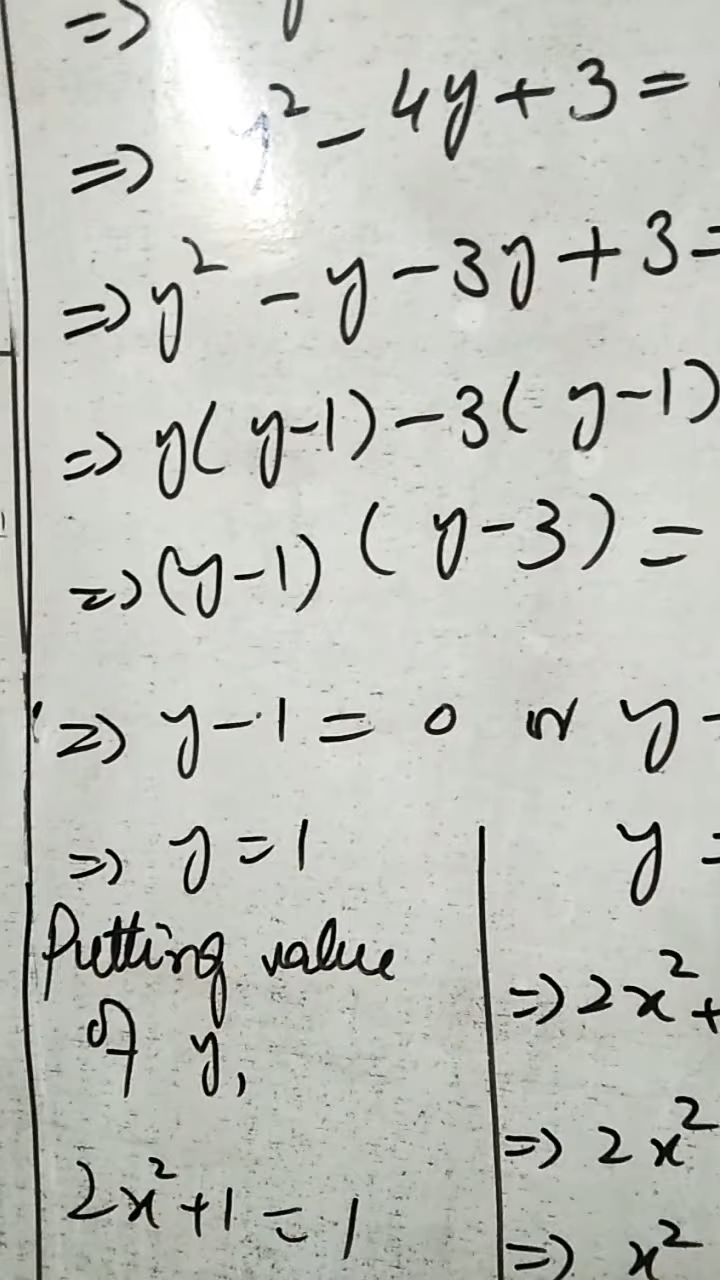 =>
=> y² - 4y + 3 =
=> y² - y - 3y + 3 =
=> y( y-1) - 3( y-1)
=> (y-1) ( y-3) =
=> y-1 = 0 or y-
=> y = 1
Putting value
of y,
2x²+1 = 1
y =
=> 2x²+
=> 2x²
=> x²